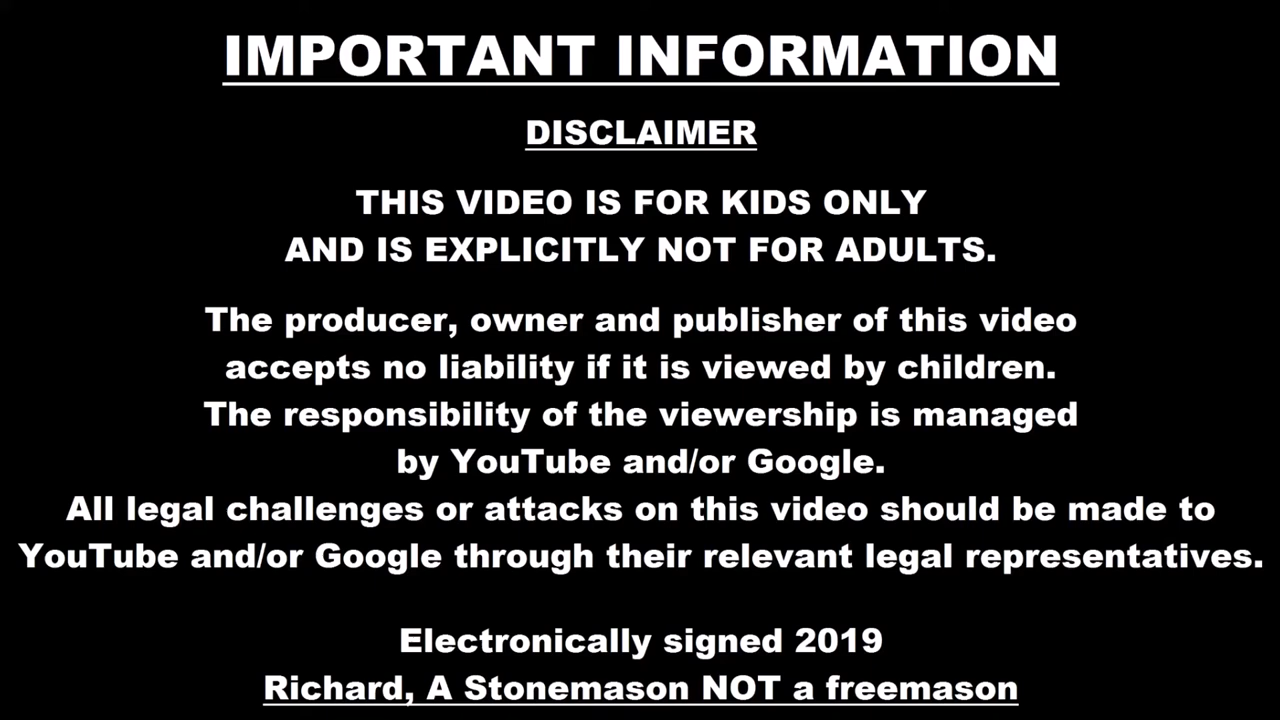 IMPORTANT INFORMATION
DISCLAIMER
THIS VIDEO IS FOR KIDS ONLY
AND IS EXPLICITLY NOT FOR ADULTS.
The producer, owner and publisher of this video
accepts no liability if it is viewed by children.
The responsibility of the viewership is managed
by YouTube and/or Google.
All legal challenges or attacks on this video should be made to
YouTube and/or Google through their relevant legal representatives.
Electronically signed 2019
Richard, A Stonemason NOT a freemason